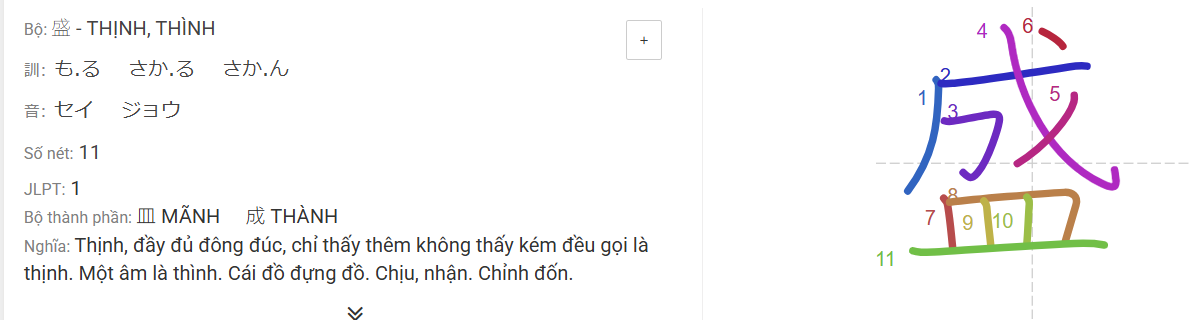 Bộ: 盛 - THỊNH, THÌNH
+
訓: も.る さか.る さか.ん
音: セイ ジョウ
Số nét: 11
JLPT: 1
Bộ thành phần: 皿 MÃNH 成 THÀNH
Nghĩa: Thịnh, đầy đủ đông đúc, chỉ thấy thêm không thấy kém đều gọi là
thịnh. Một âm là thình. Cái đồ đựng đồ. Chịu, nhận. Chỉnh đốn.
盛
1
2
3
4
5
6
7
8
9
10
11